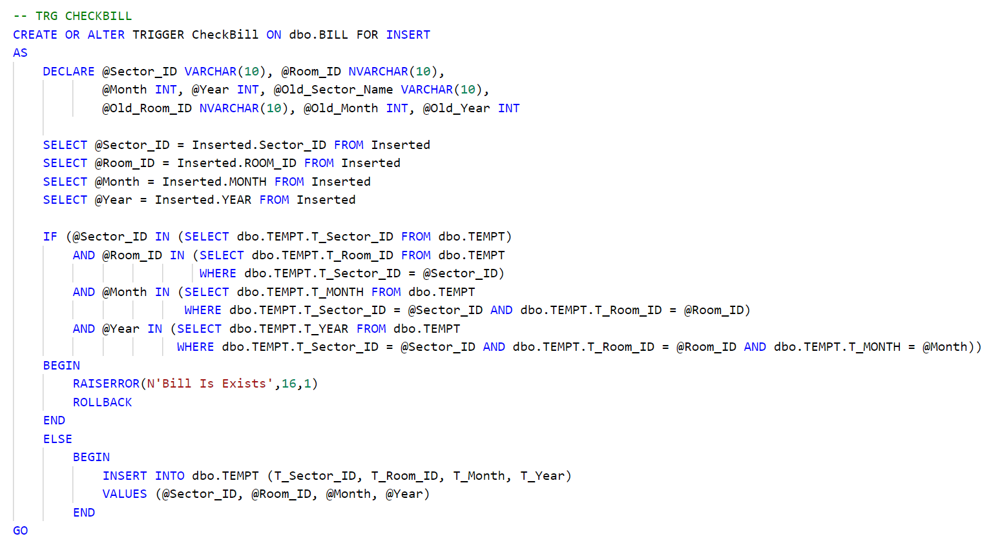 -- TRG CHECKBILL
CREATE OR ALTER TRIGGER CheckBill ON dbo.BILL FOR INSERT
AS
DECLARE @Sector_ID VARCHAR(10), @Room_ID NVARCHAR(10),
@Month INT, @Year INT, @Old_Sector_Name VARCHAR(10),
@Old_Room_ID NVARCHAR(10), @Old_Month INT, @Old_Year INT
SELECT @Sector_ID = Inserted.Sector_ID FROM Inserted
SELECT @Room_ID = Inserted.ROOM_ID FROM Inserted
SELECT @Month = Inserted.MONTH FROM Inserted
SELECT @Year = Inserted.YEAR FROM Inserted
IF (@Sector_ID IN (SELECT dbo.TEMPT.T_Sector_ID FROM dbo.TEMPT)
AND @Room_ID IN (SELECT dbo.TEMPT.T_Room_ID FROM dbo.TEMPT
WHERE dbo.TEMPT.T_Sector_ID = @Sector_ID)
AND @Month IN (SELECT dbo.TEMPT.T_MONTH FROM dbo.TEMPT
WHERE dbo.TEMPT.T_Sector_ID = @Sector_ID AND dbo.TEMPT.T_Room_ID = @Room_ID)
AND @Year IN (SELECT dbo.TEMPT.T_YEAR FROM dbo.TEMPT
WHERE dbo.TEMPT.T_Sector_ID = @Sector_ID AND dbo.TEMPT.T_Room_ID = @Room_ID AND dbo.TEMPT.T_MONTH = @Month))
BEGIN
RAISERROR(N'Bill Is Exists',16,1)
ROLLBACK
END
ELSE
BEGIN
INSERT INTO dbo.TEMPT (T_Sector_ID, T_Room_ID, T_Month, T_Year)
VALUES (@Sector_ID, @Room_ID, @Month, @Year)
END
GO